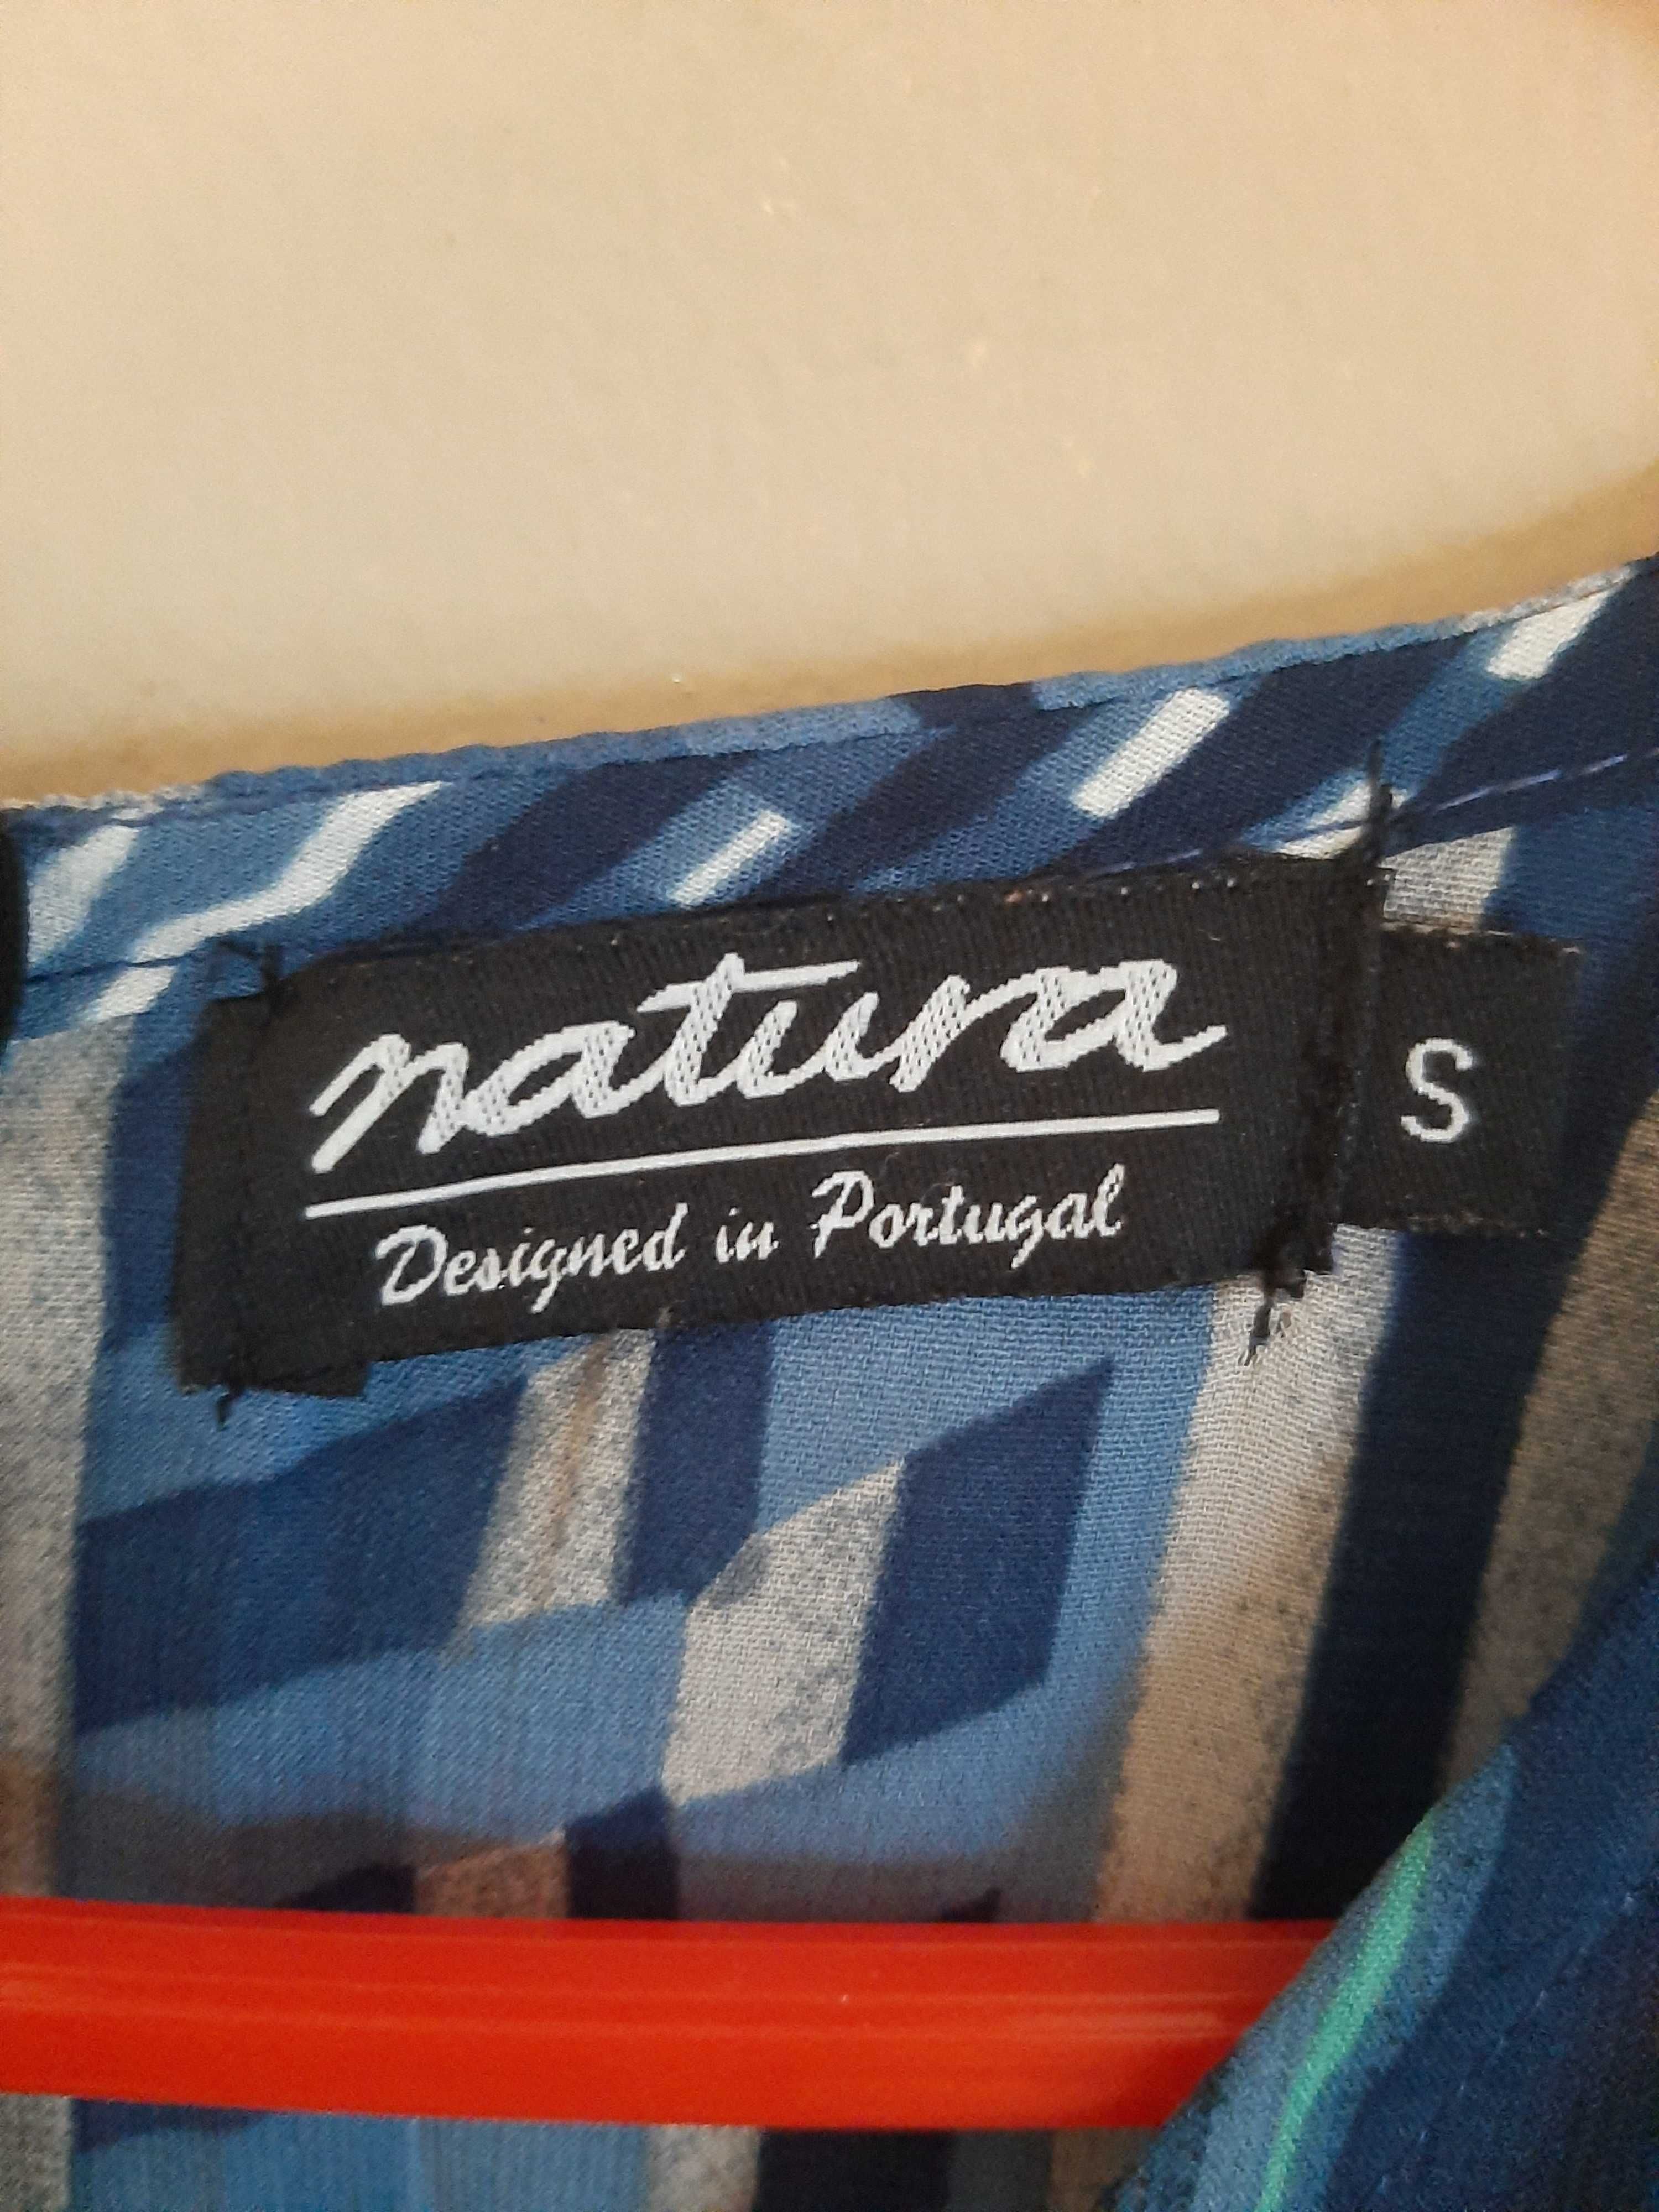 natura
Designed in Portugal
S